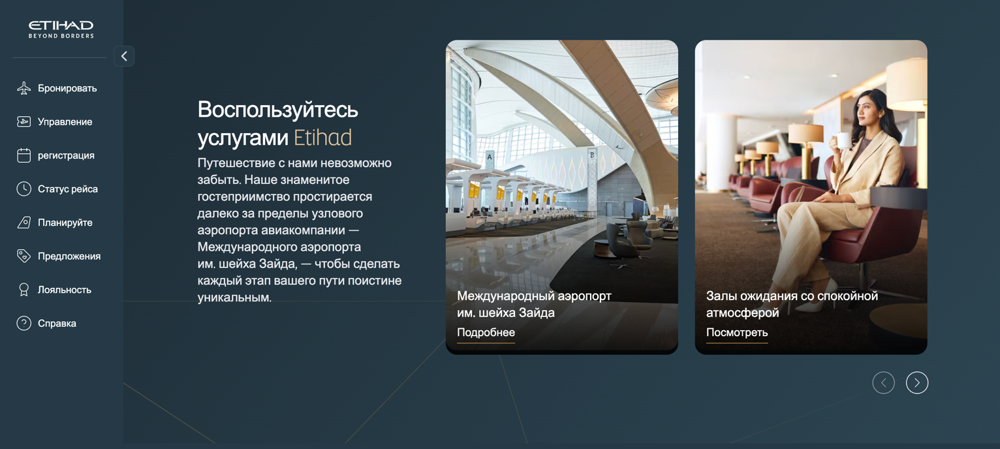 ETIHAD
BEYOND BORDERS
Бронировать
Управление
регистрация
Статус рейса
Планируйте
Предложения
Лояльность
Справка
Воспользуйтесь
услугами Etihad
Путешествие с нами невозможно
забыть. Наше знаменитое
гостеприимство простирается
далеко за пределы узлового
аэропорта авиакомпании —
Международного аэропорта
им. шейха Зайда, — чтобы сделать
каждый этап вашего пути поистине
уникальным.
A
B
Международный аэропорт
им. шейха Зайда
Подробнее
Залы ожидания со спокойной
атмосферой
Посмотреть